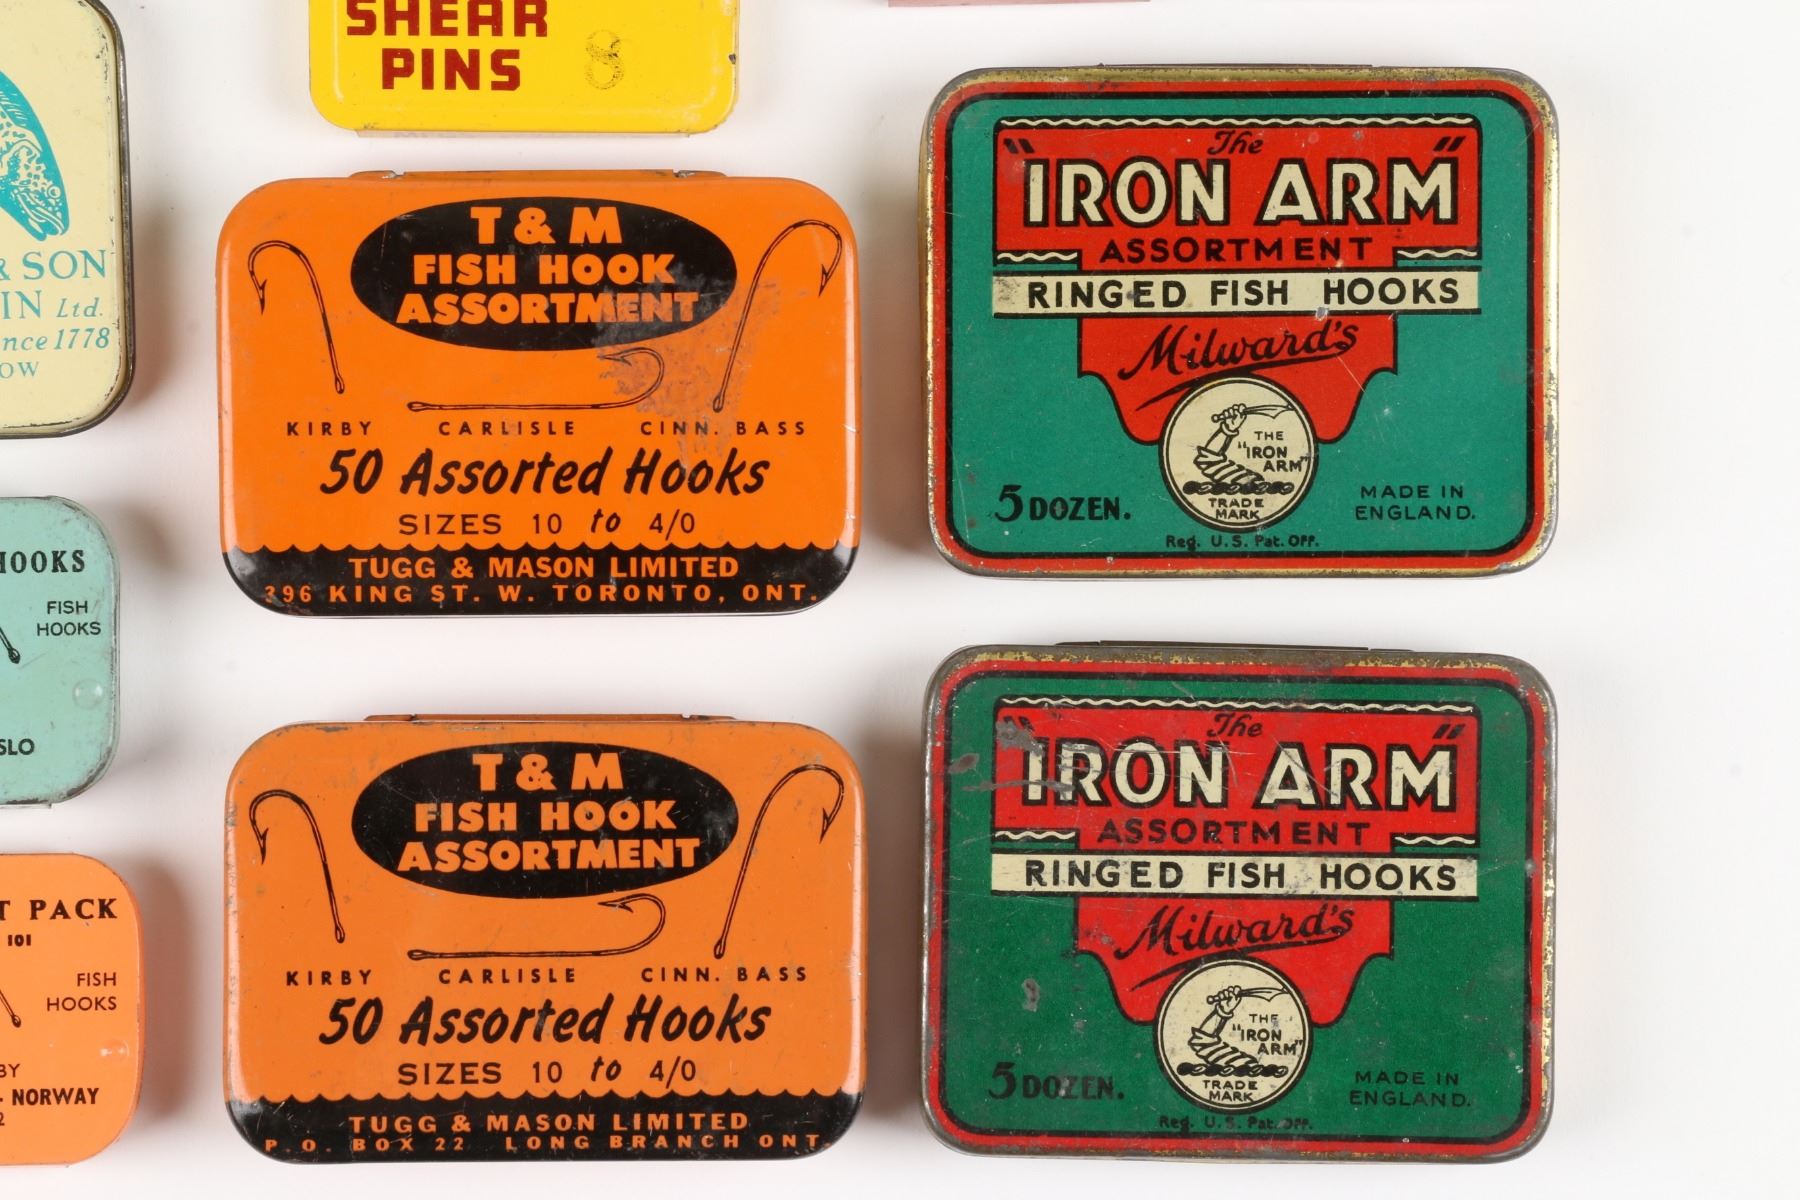 SHEAR
PINS 8
& SON
IN Ltd.
nce 1778
OW
HOOKS
FISH
HOOKS
SLO
T PACK
101
FISH
HOOKS
BY
NORWAY
2
T & M
FISH HOOK
ASSORTMENT
KIRBY CARLISLE CINN. BASS
50 Assorted Hooks
SIZES 10 to 4/0
TUGG & MASON LIMITED
396 KING ST. W. TORONTO, ONT.
T & M
FISH HOOK
ASSORTMENT
KIRBY CARLISLE CINN. BASS
50 Assorted Hooks
SIZES 10 to 4/0
TUGG & MASON LIMITED
P.O. BOX 22 LONG BRANCH ONT.
The
"IRON ARM"
ASSORTMENT
RINGED FISH HOOKS
Milward's
THE
"IRON
ARM"
TRADE
MARK
5 DOZEN.
MADE IN
ENGLAND.
Reg. U.S. Pat. Off.
The
"IRON ARM"
ASSORTMENT
RINGED FISH HOOKS
Milward's
THE
"IRON
ARM"
TRADE
MARK
5 DOZEN.
MADE IN
ENGLAND.
Reg. U.S. Pat. Off.